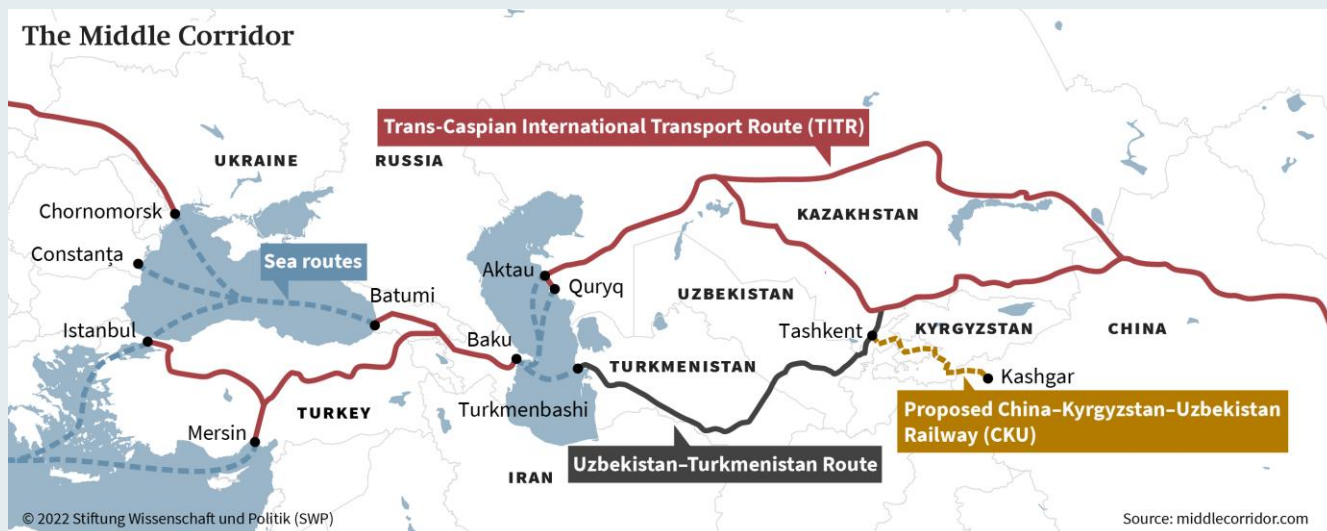 The Middle Corridor
Trans-Caspian International Transport Route (TITR)
UKRAINE
RUSSIA
Chornomorsk
KAZAKHSTAN
Constanța
Sea routes
Aktau
Quryq
Batumi
UZBEKISTAN
Istanbul
Tashkent
KYRGYZSTAN
CHINA
Baku
TURKMENISTAN
Kashgar
Turkmenbashi
TURKEY
Proposed China–Kyrgyzstan–Uzbekistan
Railway (CKU)
Mersin
Uzbekistan–Turkmenistan Route
IRAN
© 2022 Stiftung Wissenschaft und Politik (SWP)
Source: middlecorridor.com